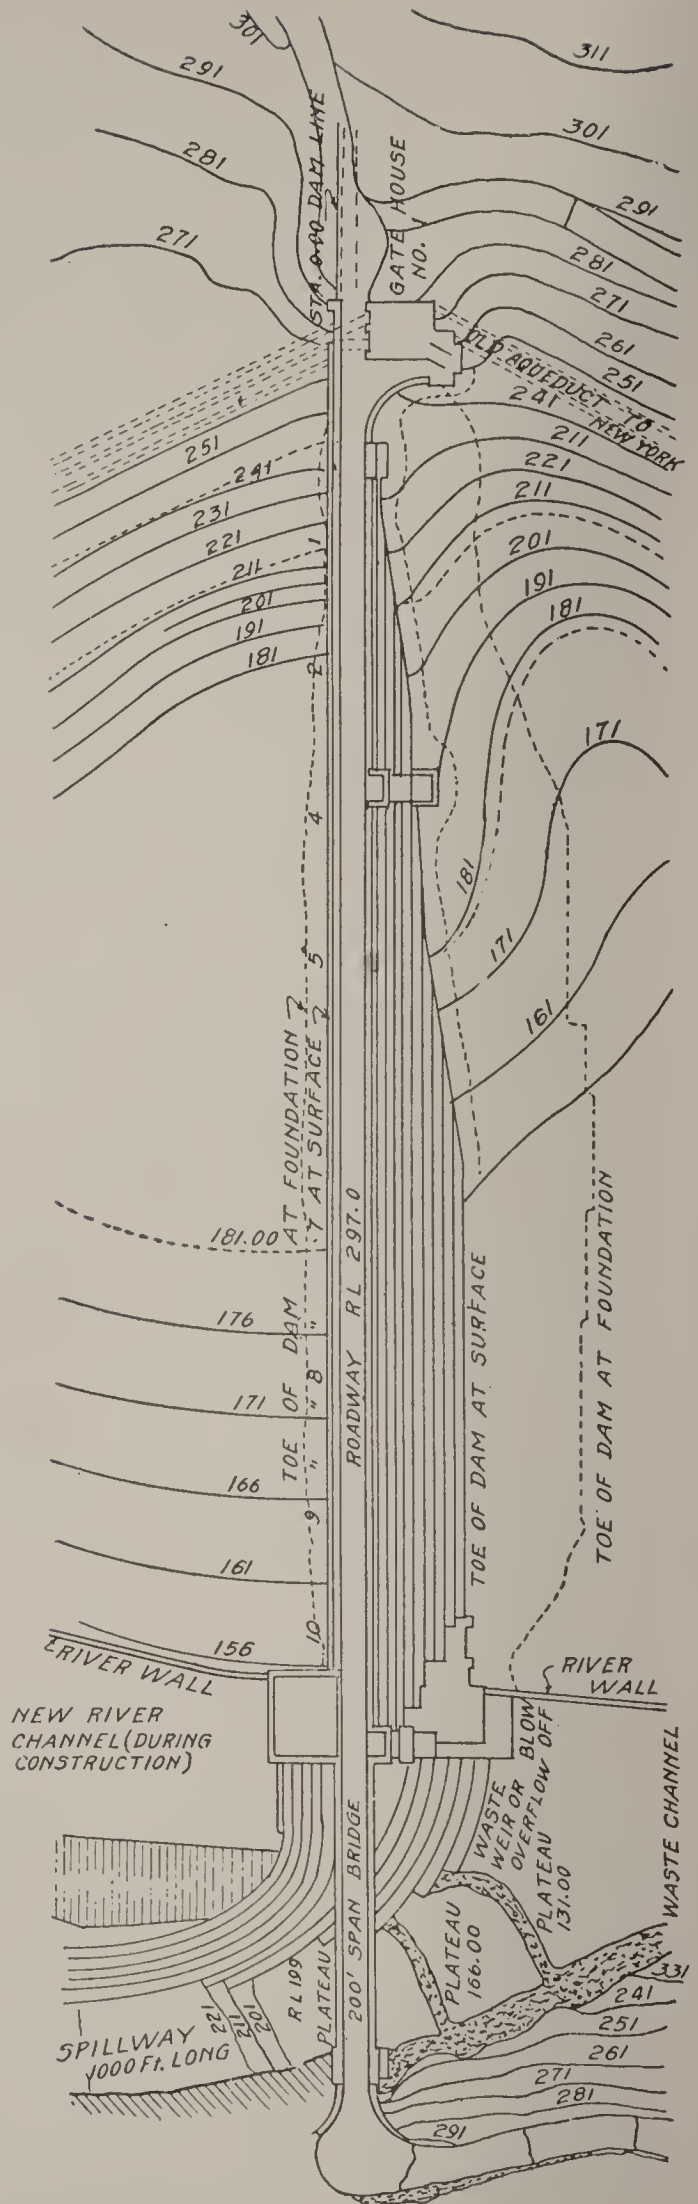 301
311
291
301
281
291
271
281
STA. 0.00 DAM LINE
GATE HOUSE
NO. 1
271
261
251
OLD AQUEDUCT TO
NEW YORK
241
251
211
241
221
231
211
221
1
201
211
201
191
191
181
181
2
171
4
181
171
5
161
TOE OF DAM AT FOUNDATION
" " " 7 AT SURFACE
181.00
ROADWAY RL 297.0
TOE OF DAM AT SURFACE
TOE OF DAM AT FOUNDATION
176
171
8
166
9
161
10
156
RIVER WALL
RIVER
WALL
NEW RIVER
CHANNEL (DURING
CONSTRUCTION)
BLOW
OFF
WASTE
WEIR OR
OVERFLOW
PLATEAU
131.00
WASTE CHANNEL
200' SPAN BRIDGE
PLATEAU
166.00
RL 199
PLATEAU
221
211
201
SPILLWAY
1000 Ft. LONG
331
241
251
261
271
281
291